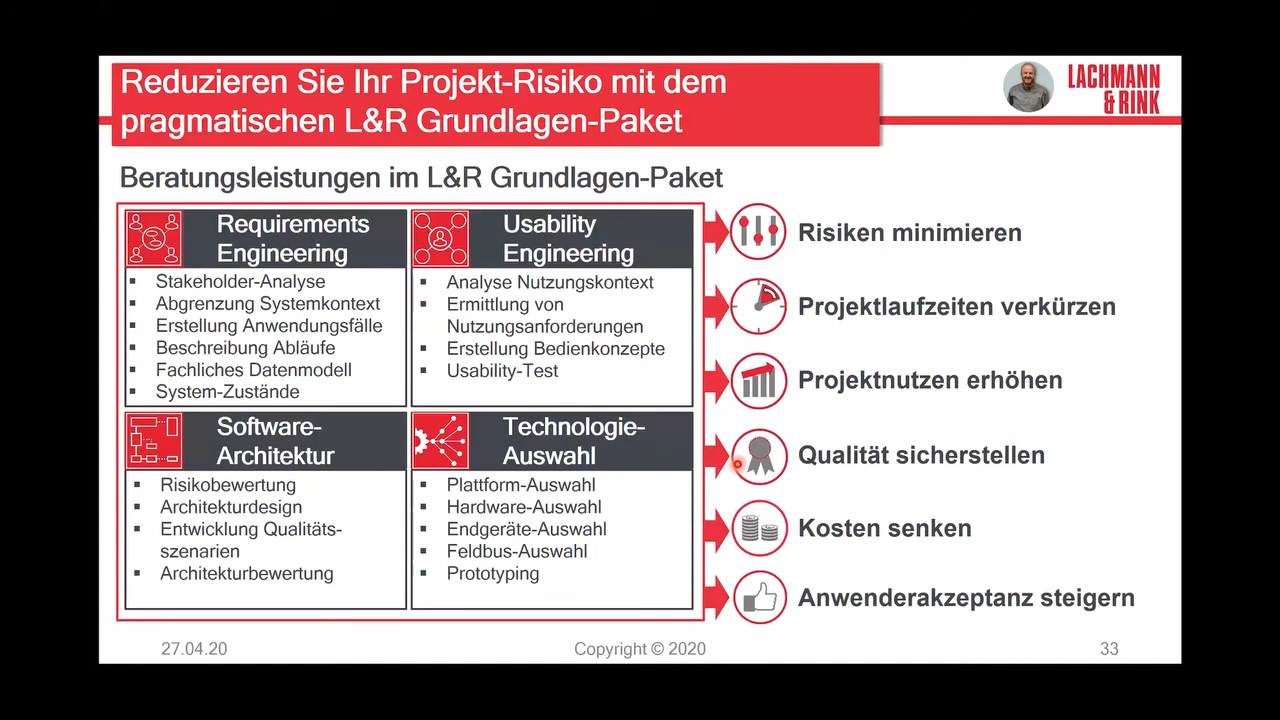 Reduzieren Sie Ihr Projekt-Risiko mit dem
pragmatischen L&R Grundlagen-Paket
LACHMANN
& RINK
Beratungsleistungen im L&R Grundlagen-Paket
Requirements
Engineering
▪ Stakeholder-Analyse
▪ Abgrenzung Systemkontext
▪ Erstellung Anwendungsfälle
▪ Beschreibung Abläufe
▪ Fachliches Datenmodell
▪ System-Zustände
Usability
Engineering
▪ Analyse Nutzungskontext
▪ Ermittlung von
Nutzungsanforderungen
▪ Erstellung Bedienkonzepte
▪ Usability-Test
Software-
Architektur
▪ Risikobewertung
▪ Architekturdesign
▪ Entwicklung Qualitäts-
szenarien
▪ Architekturbewertung
Technologie-
Auswahl
▪ Plattform-Auswahl
▪ Hardware-Auswahl
▪ Endgeräte-Auswahl
▪ Feldbus-Auswahl
▪ Prototyping
Risiken minimieren
Projektlaufzeiten verkürzen
Projektnutzen erhöhen
Qualität sicherstellen
Kosten senken
Anwenderakzeptanz steigern
27.04.20
Copyright © 2020
33